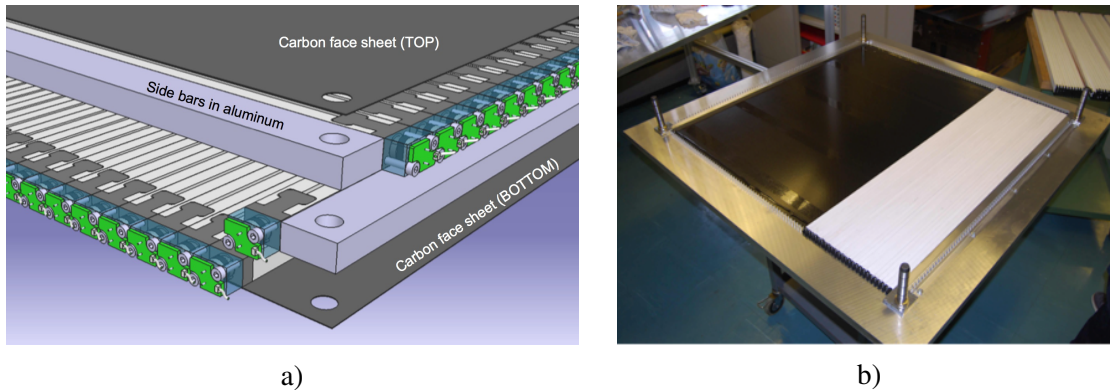 Carbon face sheet (TOP)
Side bars in aluminum
Carbon face sheet (BOTTOM)
a)
b)